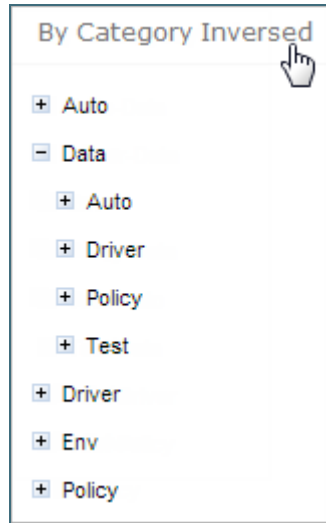 By Category Inversed
Auto
Data
Auto
Driver
Policy
Test
Driver
Env
Policy